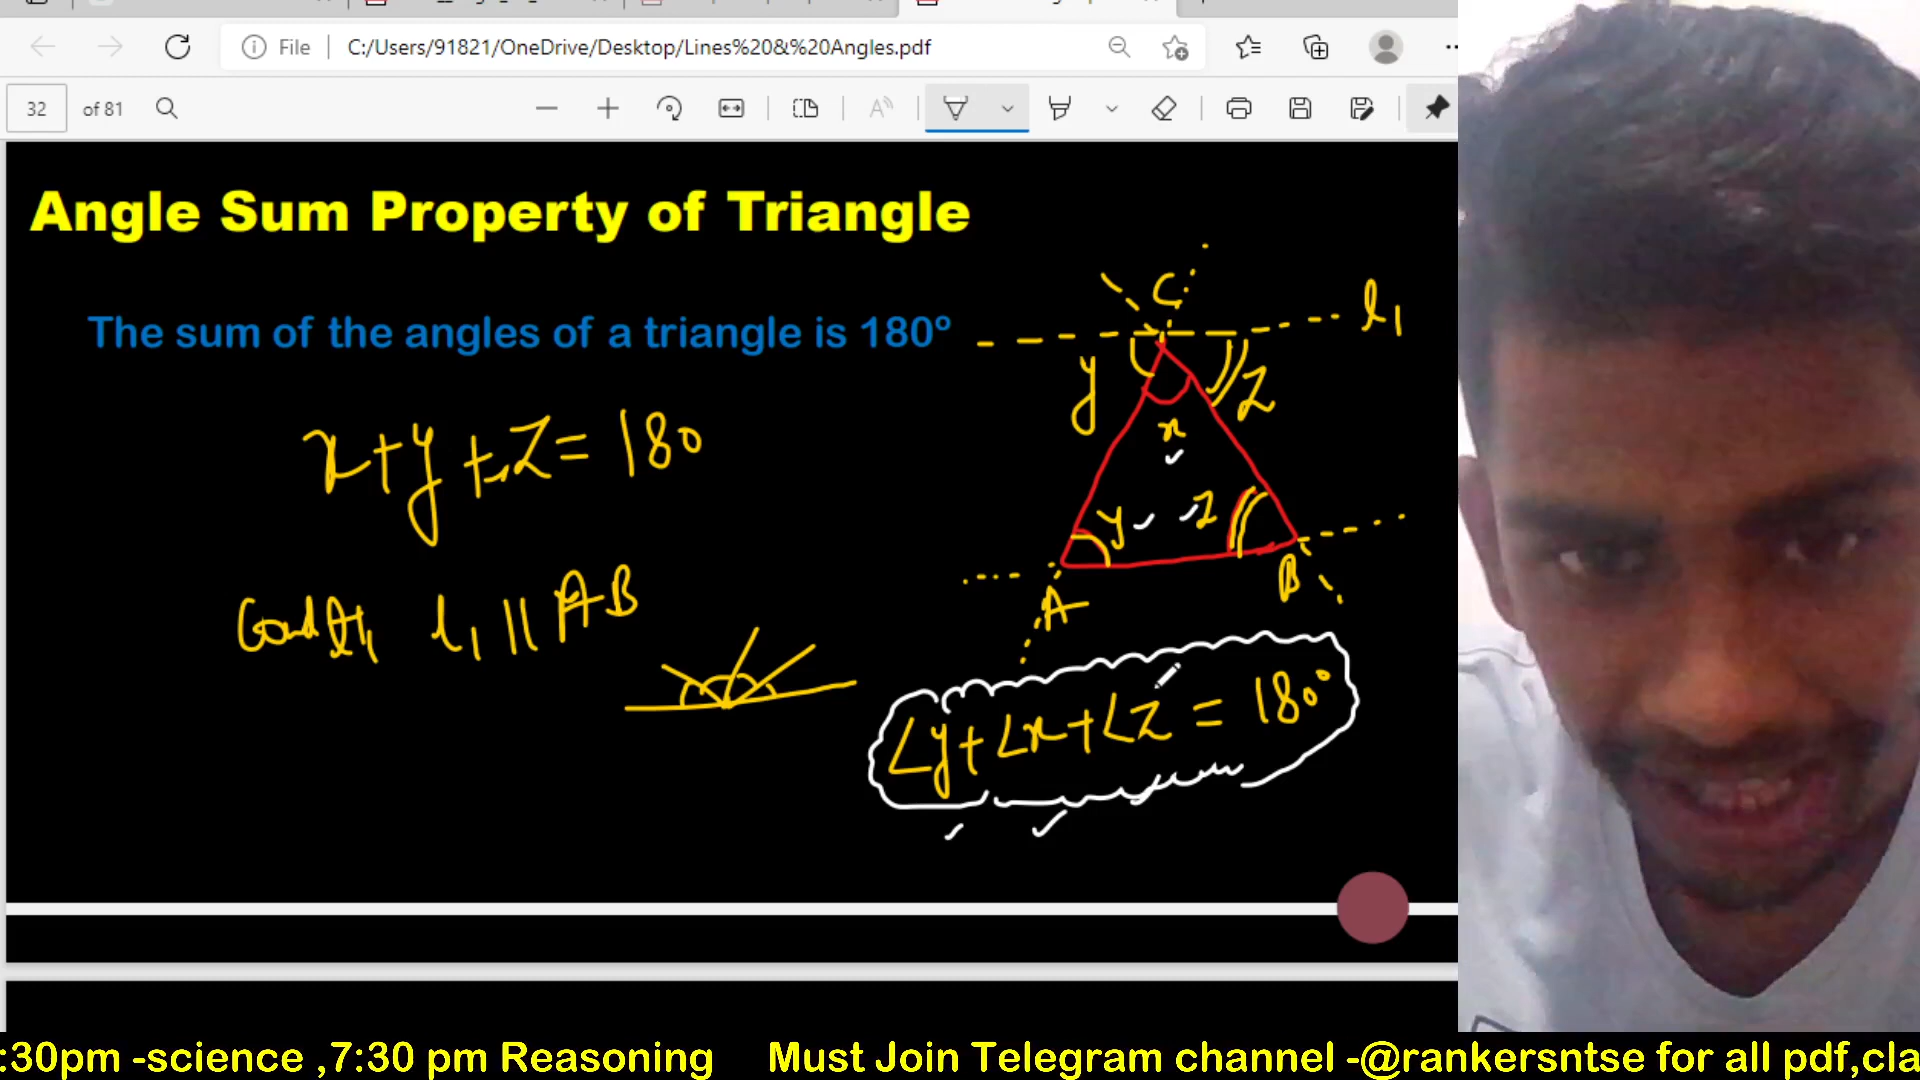 File C:/Users/91821/OneDrive/Desktop/Lines%20&%20Angles.pdf
32 of 81
Angle Sum Property of Triangle
The sum of the angles of a triangle is 180°
C
l₁
y
z
x
x+y+z=180
y z
A
B
l₁ || AB
∠y+∠x+∠z = 180°
:30pm -science ,7:30 pm Reasoning Must Join Telegram channel -@rankersntse for all pdf,cla